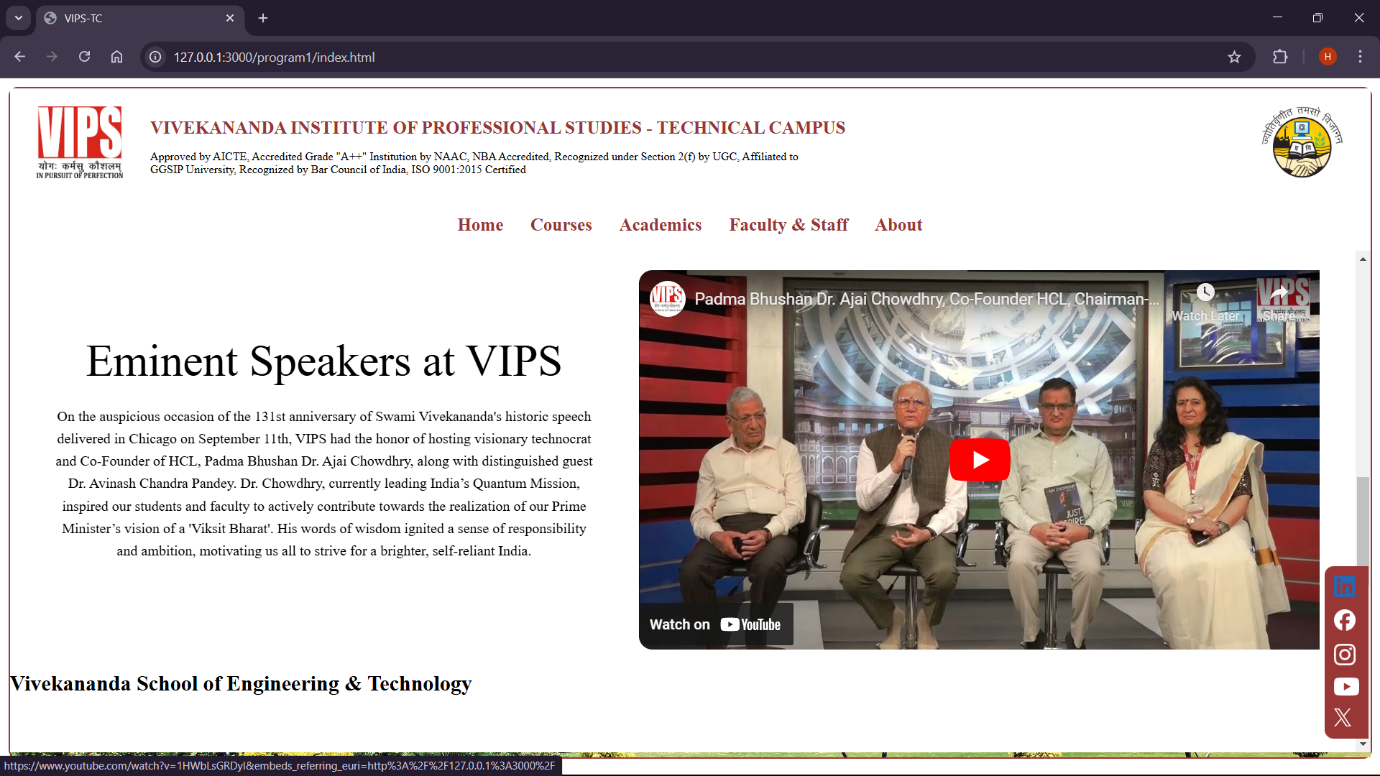 VIPS-TC
127.0.0.1:3000/program1/index.html
H
VIPS
योगः कर्मसु कौशलम्
IN PURSUIT OF PERFECTION
VIVEKANANDA INSTITUTE OF PROFESSIONAL STUDIES - TECHNICAL CAMPUS
Approved by AICTE, Accredited Grade "A++" Institution by NAAC, NBA Accredited, Recognized under Section 2(f) by UGC, Affiliated to
GGSIP University, Recognized by Bar Council of India, ISO 9001:2015 Certified
Home Courses Academics Faculty & Staff About
Eminent Speakers at VIPS
On the auspicious occasion of the 131st anniversary of Swami Vivekananda's historic speech
delivered in Chicago on September 11th, VIPS had the honor of hosting visionary technocrat
and Co-Founder of HCL, Padma Bhushan Dr. Ajai Chowdhry, along with distinguished guest
Dr. Avinash Chandra Pandey. Dr. Chowdhry, currently leading India’s Quantum Mission,
inspired our students and faculty to actively contribute towards the realization of our Prime
Minister’s vision of a 'Viksit Bharat'. His words of wisdom ignited a sense of responsibility
and ambition, motivating us all to strive for a brighter, self-reliant India.
VIPS
Padma Bhushan Dr. Ajai Chowdhry, Co-Founder HCL, Chairman-...
Watch Later
Share
VIPS
JUST
Watch on YouTube
Vivekananda School of Engineering & Technology
https://www.youtube.com/watch?v=1HWbLsGRDyI&embeds_referring_euri=http%3A%2F%2F127.0.0.1%3A3000%2F